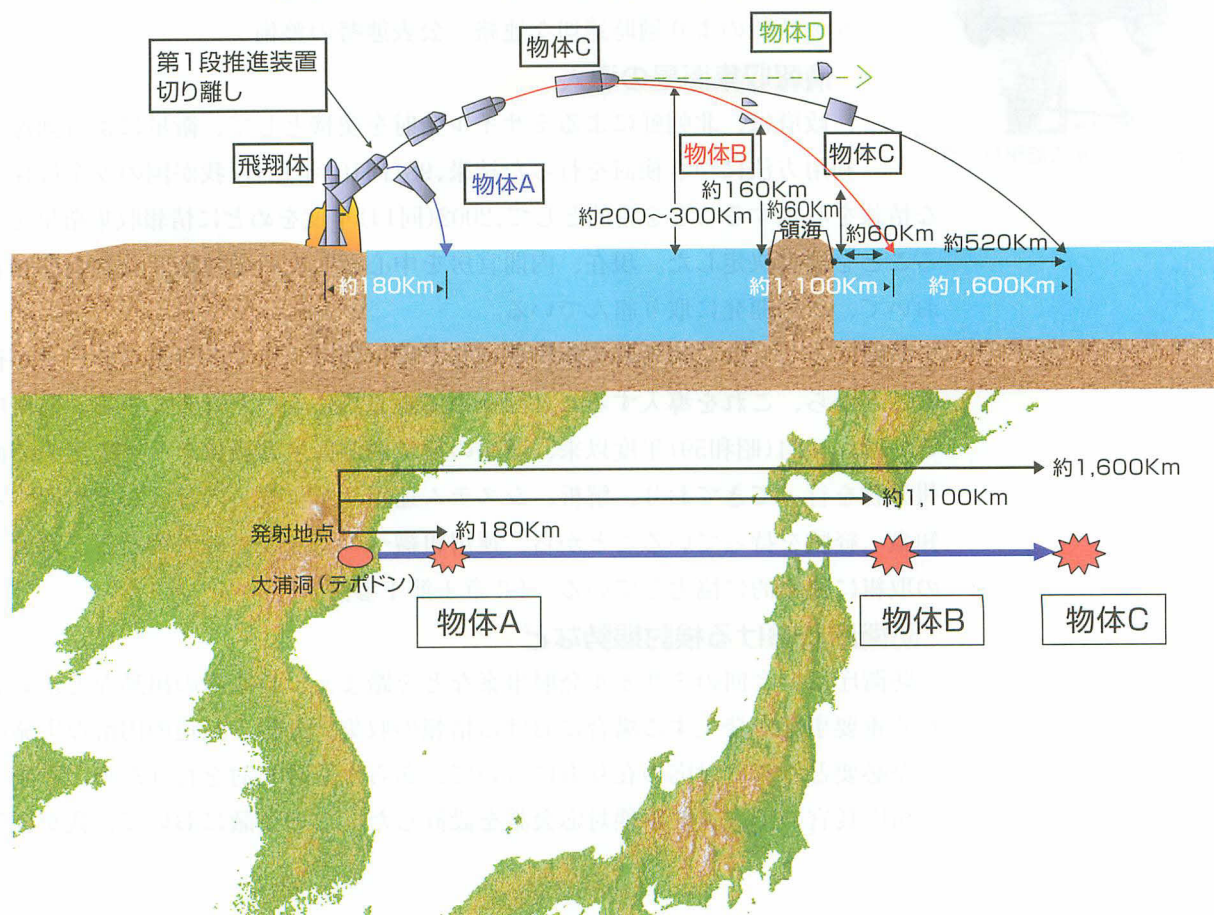 物体C
物体D
第1段推進装置
切り離し
飛翔体
物体A
物体B
物体C
約160Km
約200～300Km
約60Km
領海
約60Km
約520Km
約180Km
約1,100Km
約1,600Km
約1,600Km
約1,100Km
約180Km
発射地点
大浦洞（テポドン）
物体A
物体B
物体C